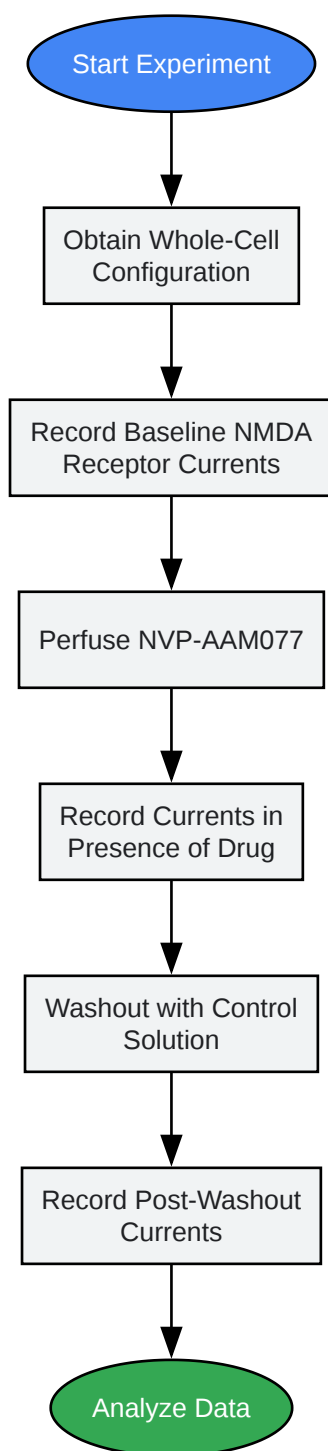 Start Experiment
Obtain Whole-Cell
Configuration
Record Baseline NMDA
Receptor Currents
Perfuse NVP-AAM077
Record Currents in
Presence of Drug
Washout with Control
Solution
Record Post-Washout
Currents
Analyze Data